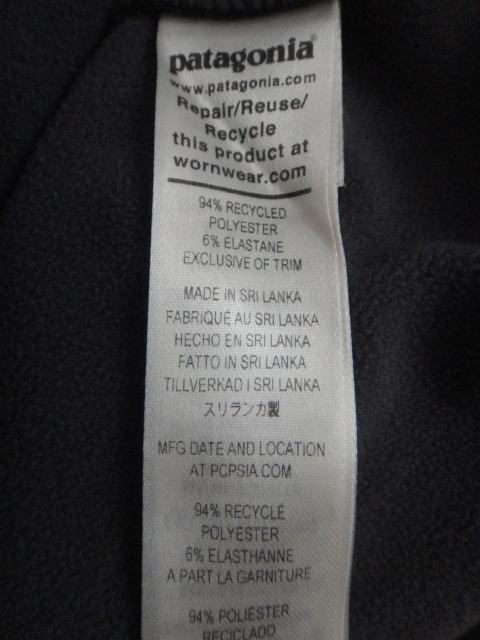 patagonia®
www.patagonia.com
Repair/Reuse/
Recycle
this product at
wornwear.com
94% RECYCLED
POLYESTER
6% ELASTANE
EXCLUSIVE OF TRIM
MADE IN SRI LANKA
FABRIQUÉ AU SRI LANKA
HECHO EN SRI LANKA
FATTO IN SRI LANKA
TILLVERKAD I SRI LANKA
スリランカ製
MFG DATE AND LOCATION
AT PCPSIA.COM
94% RECYCLÉ
POLYESTER
6% ELASTHANNE
A PART LA GARNITURE
94% POLIÉSTER
RECICLADO